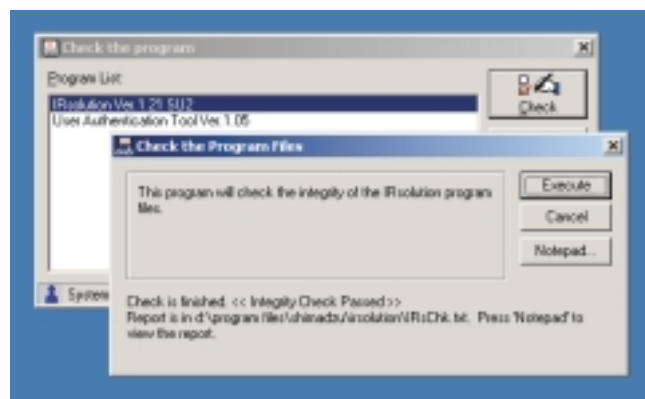 Check the program
Program List:
IRsolution Ver. 1.21 SU2
User Authentication Tool Ver. 1.05
Check
Check the Program Files
This program will check the integrity of the IRsolution program
files.
Execute
Cancel
Notepad...
System
Check is finished. << Integrity Check Passed >>
Report is in d:\program files\shimadzu\irsolution\IRsChk.txt. Press 'Notepad' to
view the report.